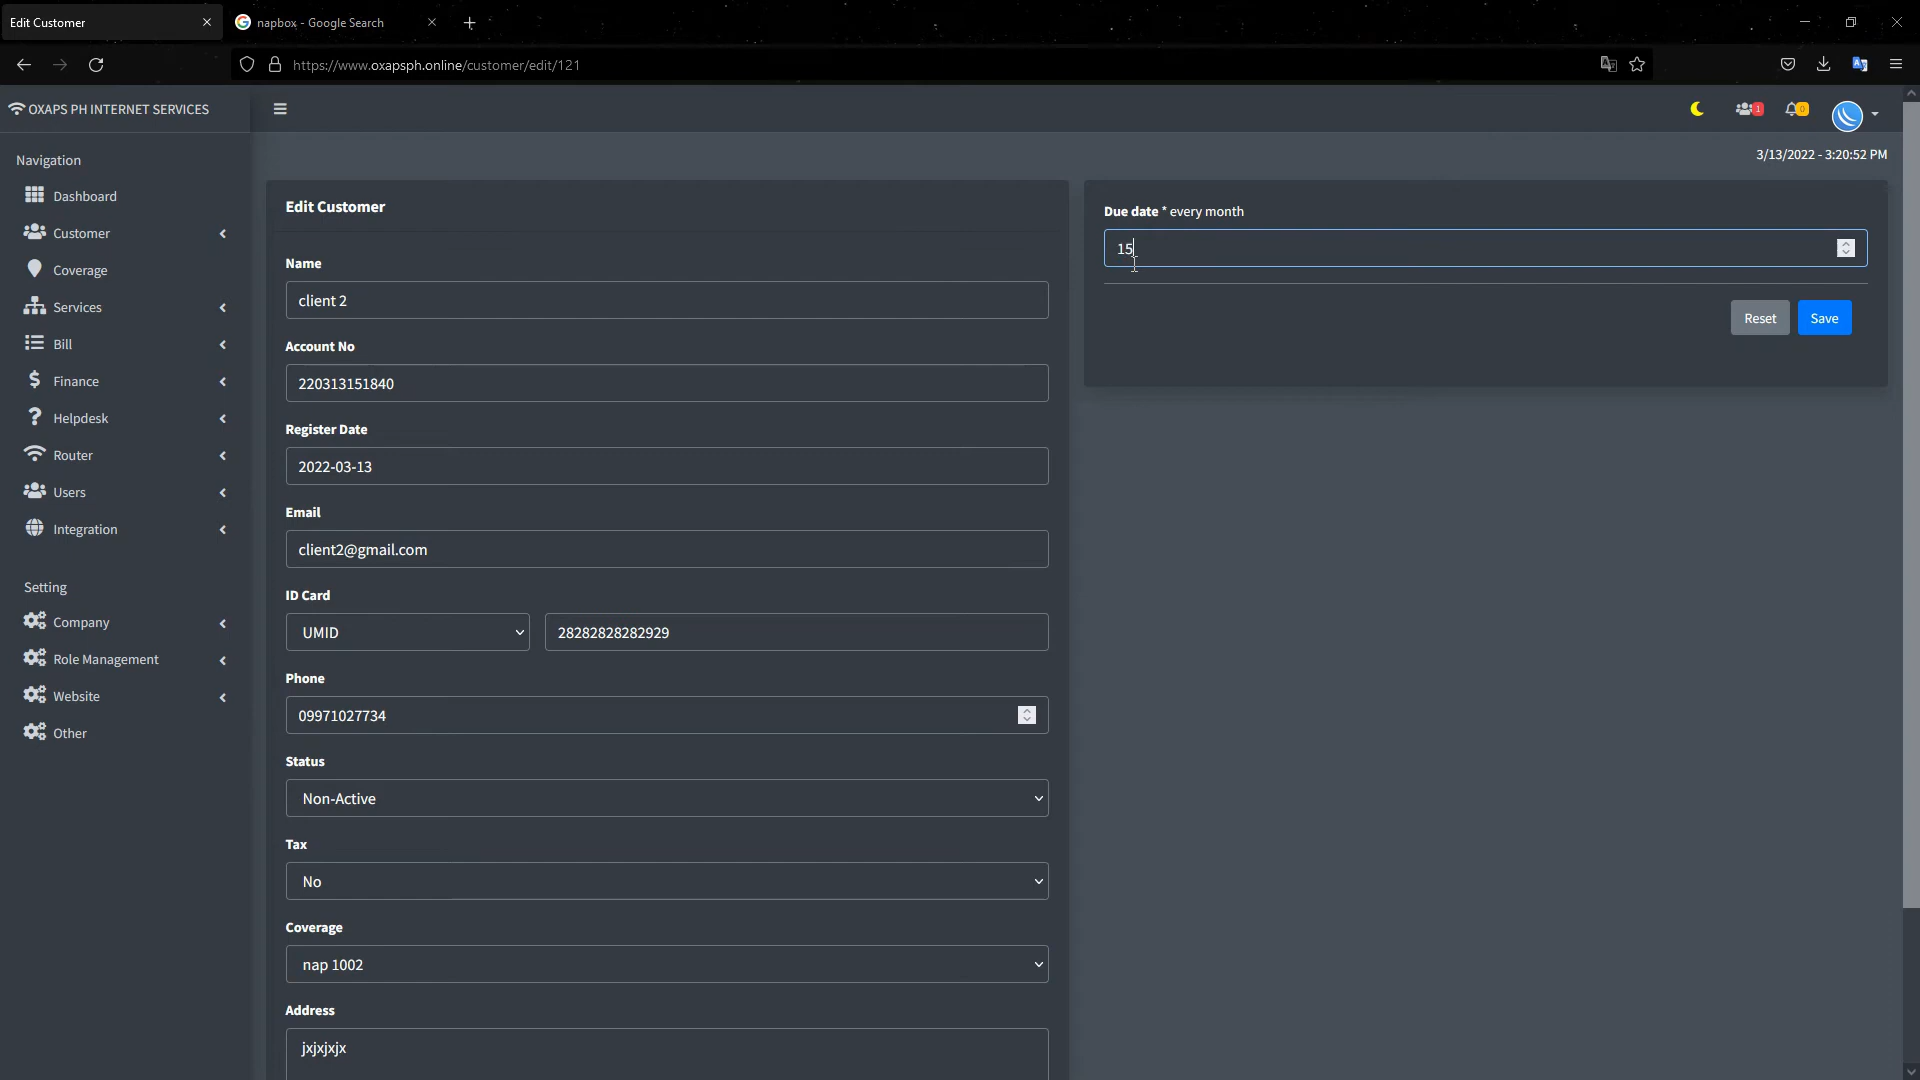 Edit Customer
napbox - Google Search
https://www.oxapsph.online/customer/edit/121
OXAPS PH INTERNET SERVICES
1
0
3/13/2022 - 3:20:52 PM
Navigation
Dashboard
Customer
Coverage
Services
Bill
Finance
Helpdesk
Router
Users
Integration
Setting
Company
Role Management
Website
Other
Edit Customer
Name
client 2
Account No
220313151840
Register Date
2022-03-13
Email
client2@gmail.com
ID Card
UMID
28282828282929
Phone
09971027734
Status
Non-Active
Tax
No
Coverage
nap 1002
Address
jxjxjxjx
Due date * every month
15
Reset
Save